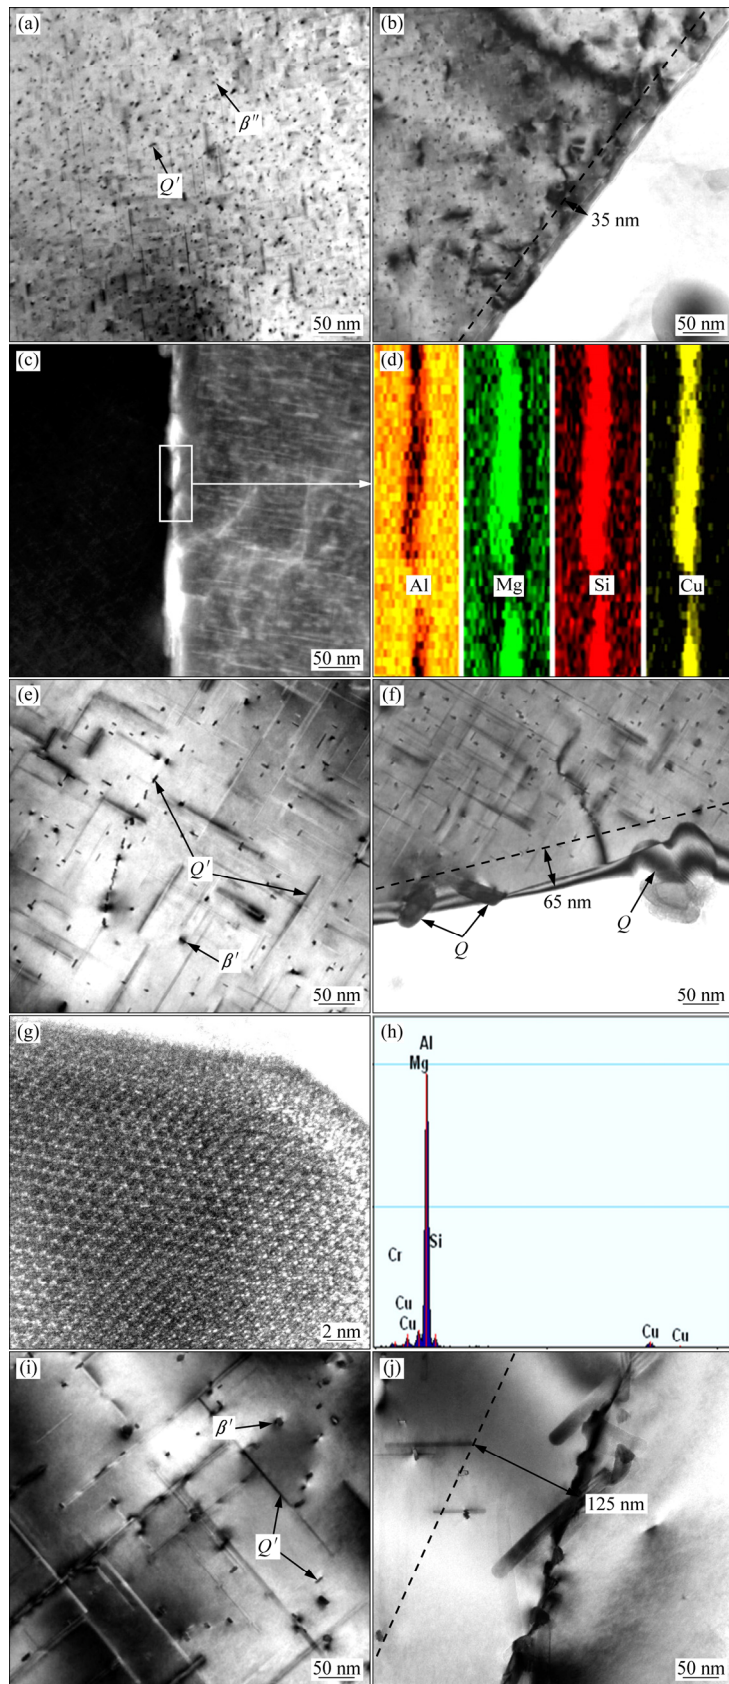 (a)
β″
Q′
50 nm
(b)
35 nm
50 nm
(c)
50 nm
(d)
Al
Mg
Si
Cu
(e)
Q′
β′
50 nm
(f)
65 nm
Q
Q
50 nm
(g)
2 nm
(h)
Al
Mg
Si
Cr
Cu
Cu
Cu
Cu
(i)
β′
Q′
50 nm
(j)
125 nm
50 nm